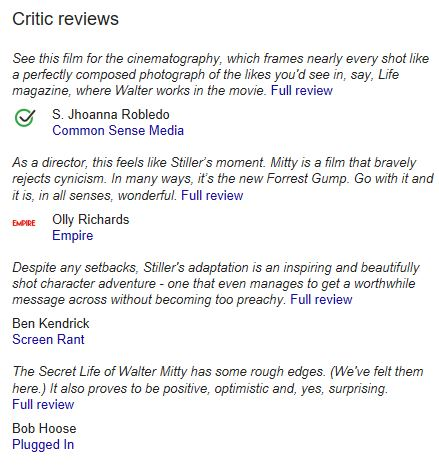 Critic reviews
See this film for the cinematography, which frames nearly every shot like
a perfectly composed photograph of the likes you'd see in, say, Life
magazine, where Walter works in the movie. Full review
S. Jhoanna Robledo
Common Sense Media
As a director, this feels like Stiller's moment. Mitty is a film that bravely
rejects cynicism. In many ways, it's the new Forrest Gump. Go with it and
it is, in all senses, wonderful. Full review
EMPIRE
Olly Richards
Empire
Despite any setbacks, Stiller's adaptation is an inspiring and beautifully
shot character adventure - one that even manages to get a worthwhile
message across without becoming too preachy. Full review
Ben Kendrick
Screen Rant
The Secret Life of Walter Mitty has some rough edges. (We've felt them
here.) It also proves to be positive, optimistic and, yes, surprising.
Full review
Bob Hoose
Plugged In